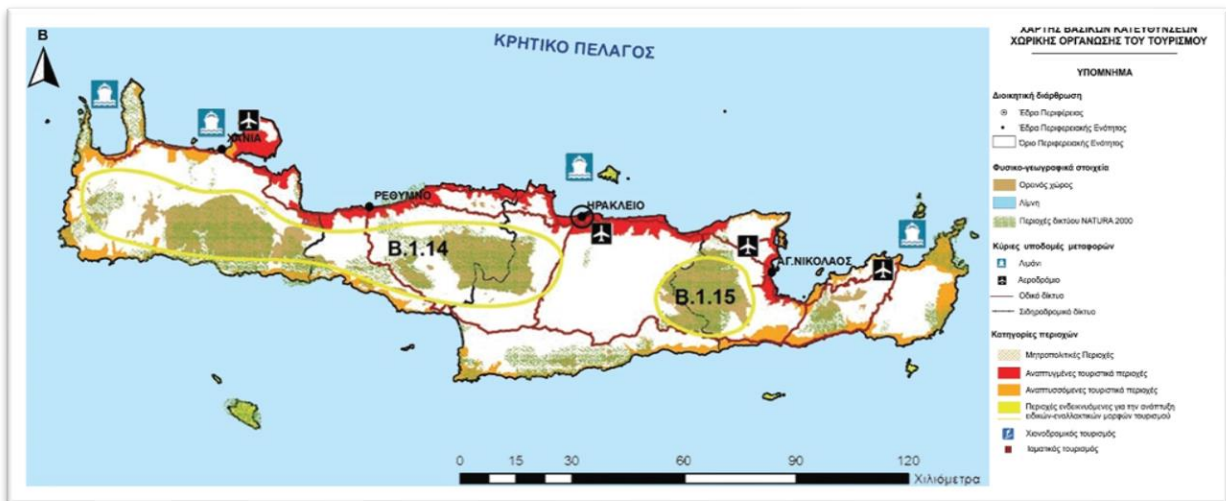 Β
ΚΡΗΤΙΚΟ ΠΕΛΑΓΟΣ
ΧΑΝΙΑ
ΡΕΘΥΜΝΟ
ΗΡΑΚΛΕΙΟ
ΑΓ.ΝΙΚΟΛΑΟΣ
Β.1.14
Β.1.15
0 15 30 60 90 120
Χιλιόμετρα
ΧΑΡΤΗΣ ΒΑΣΙΚΩΝ ΚΑΤΕΥΘΥΝΣΕΩΝ
ΧΩΡΙΚΗΣ ΟΡΓΑΝΩΣΗΣ ΤΟΥ ΤΟΥΡΙΣΜΟΥ
ΥΠΟΜΝΗΜΑ
Διοικητική διάρθρωση
Έδρα Περιφέρειας
Έδρα Περιφερειακής Ενότητας
Όριο Περιφερειακής Ενότητας
Φυσικο-γεωγραφικά στοιχεία
Ορεινός χώρος
Λίμνη
Περιοχές δικτύου NATURA 2000
Κύριες υποδομές μεταφορών
Λιμάνι
Αεροδρόμιο
Οδικό δίκτυο
Σιδηροδρομικό δίκτυο
Κατηγορίες περιοχών
Μητροπολιτικές Περιοχές
Αναπτυγμένες τουριστικά περιοχές
Αναπτυσσόμενες τουριστικά περιοχές
Περιοχές ενδεικνυόμενες για την ανάπτυξη
ειδικών-εναλλακτικών μορφών τουρισμού
Χιονοδρομικός τουρισμός
Ιαματικός τουρισμός